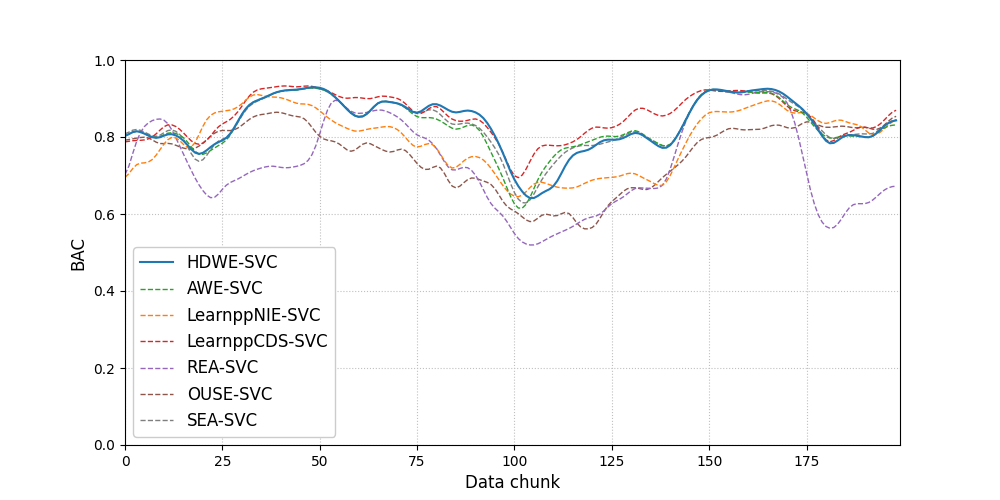 1.0
0.8
0.6
0.4
0.2
0.0
BAC
HDWE-SVC
AWE-SVC
LearnppNIE-SVC
LearnppCDS-SVC
REA-SVC
OUSE-SVC
SEA-SVC
0 25 50 75 100 125 150 175
Data chunk